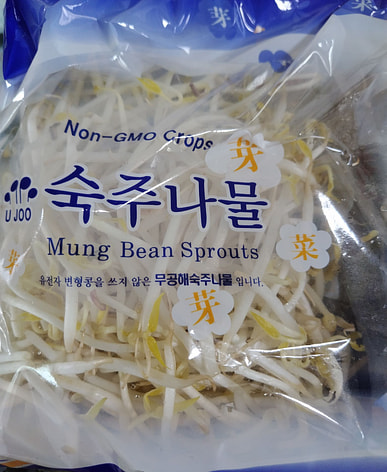 Non-GMO Crops
芽
U JOO
숙주나물
菜
Mung Bean Sprouts
芽
유전자 변형콩을 쓰지 않은 무공해숙주나물 입니다.
芽